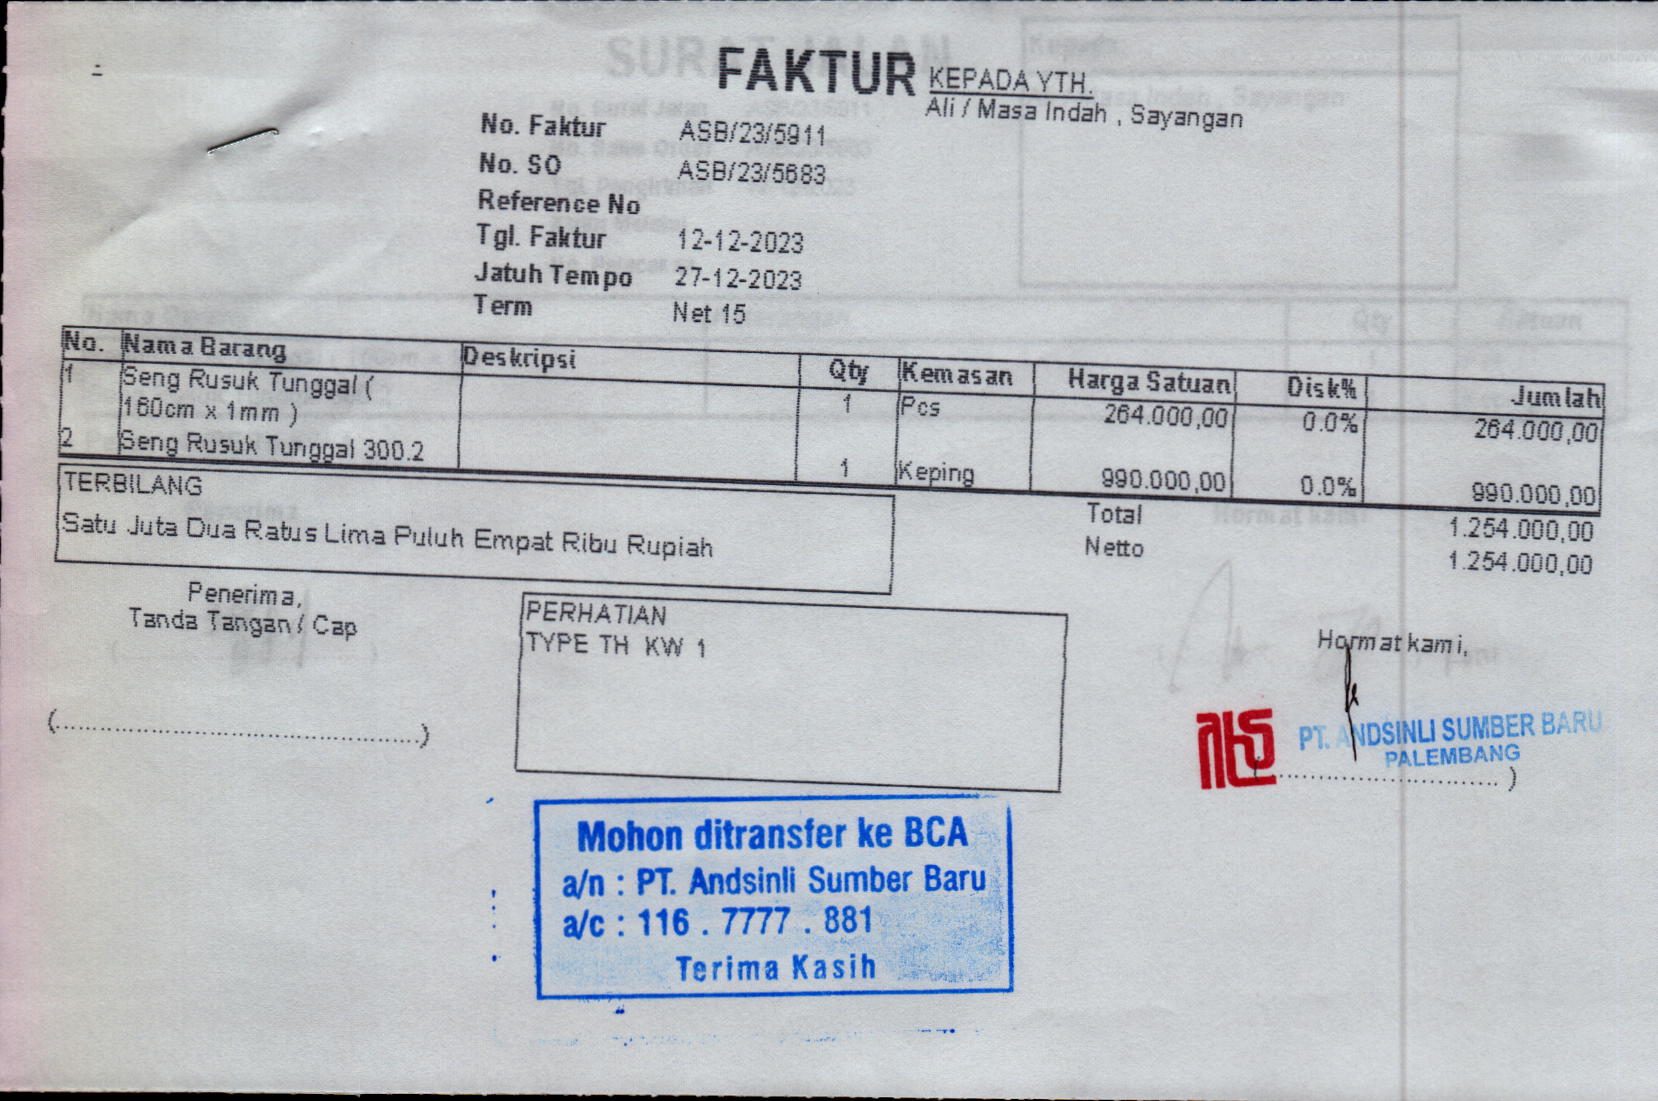 FAKTUR
KEPADA YTH.
Ali / Masa Indah , Sayangan
No. Faktur ASB/23/5911
No. SO ASB/23/5683
Reference No
Tgl. Faktur 12-12-2023
Jatuh Tempo 27-12-2023
Term Net 15
No. Nama Barang Deskripsi Qty Kemasan Harga Satuan Disk% Jumlah
1 Seng Rusuk Tunggal ( 1 Pcs 264.000,00 0.0% 264.000,00
160cm x 1mm )
2 Seng Rusuk Tunggal 300.2 1 Keping 990.000,00 0.0% 990.000,00
TERBILANG
Satu Juta Dua Ratus Lima Puluh Empat Ribu Rupiah
Total 1.254.000,00
Netto 1.254.000,00
Penerima,
Tanda Tangan / Cap
(..............................................)
PERHATIAN
TYPE TH KW 1
Hormat kami,
als PT. ANDSINLI SUMBER BARU
PALEMBANG
(................................)
Mohon ditransfer ke BCA
a/n : PT. Andsinli Sumber Baru
a/c : 116 . 7777 . 881
Terima Kasih